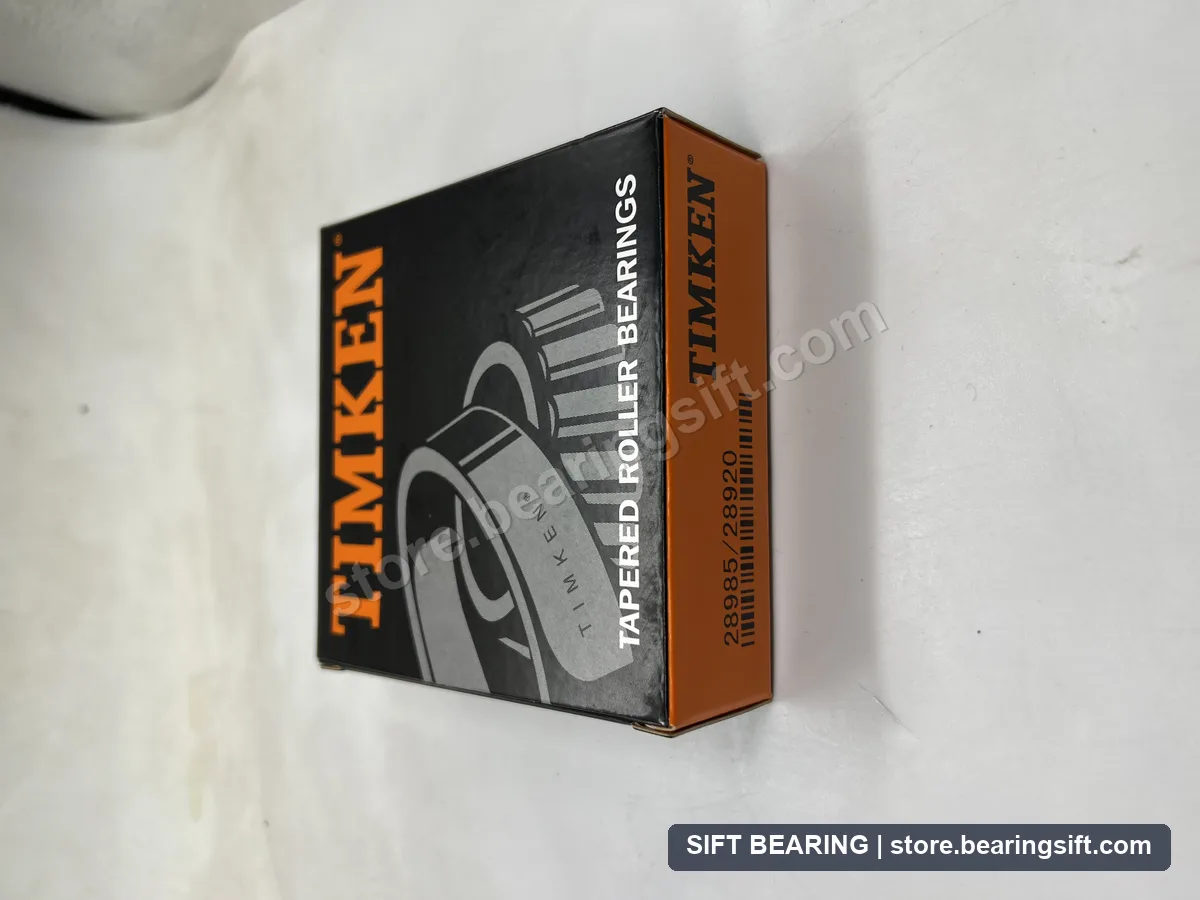 TIMKEN®
TAPERED ROLLER BEARINGS
TIMKEN®
TIMKEN®
28985/28920
store.bearingsift.com
SIFT BEARING | store.bearingsift.com